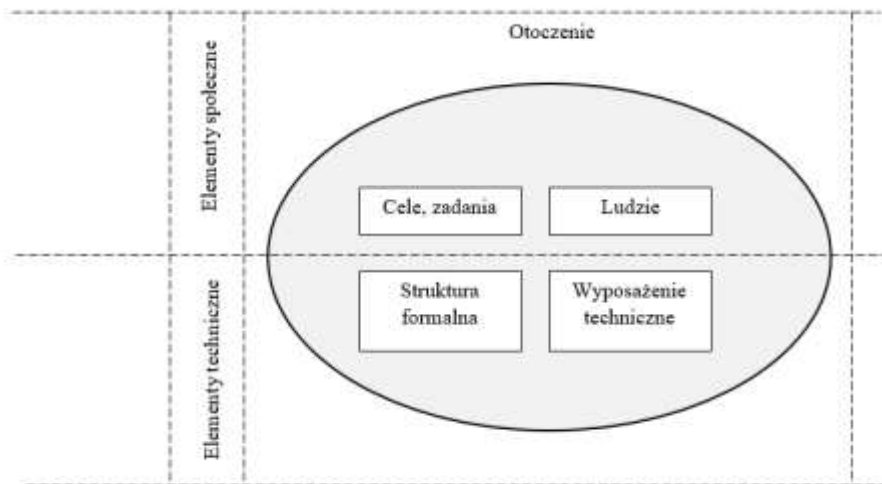 Otoczenie
Elementy społeczne
Cele, zadania
Ludzie
Elementy techniczne
Struktura
formalna
Wyposażenie
techniczne